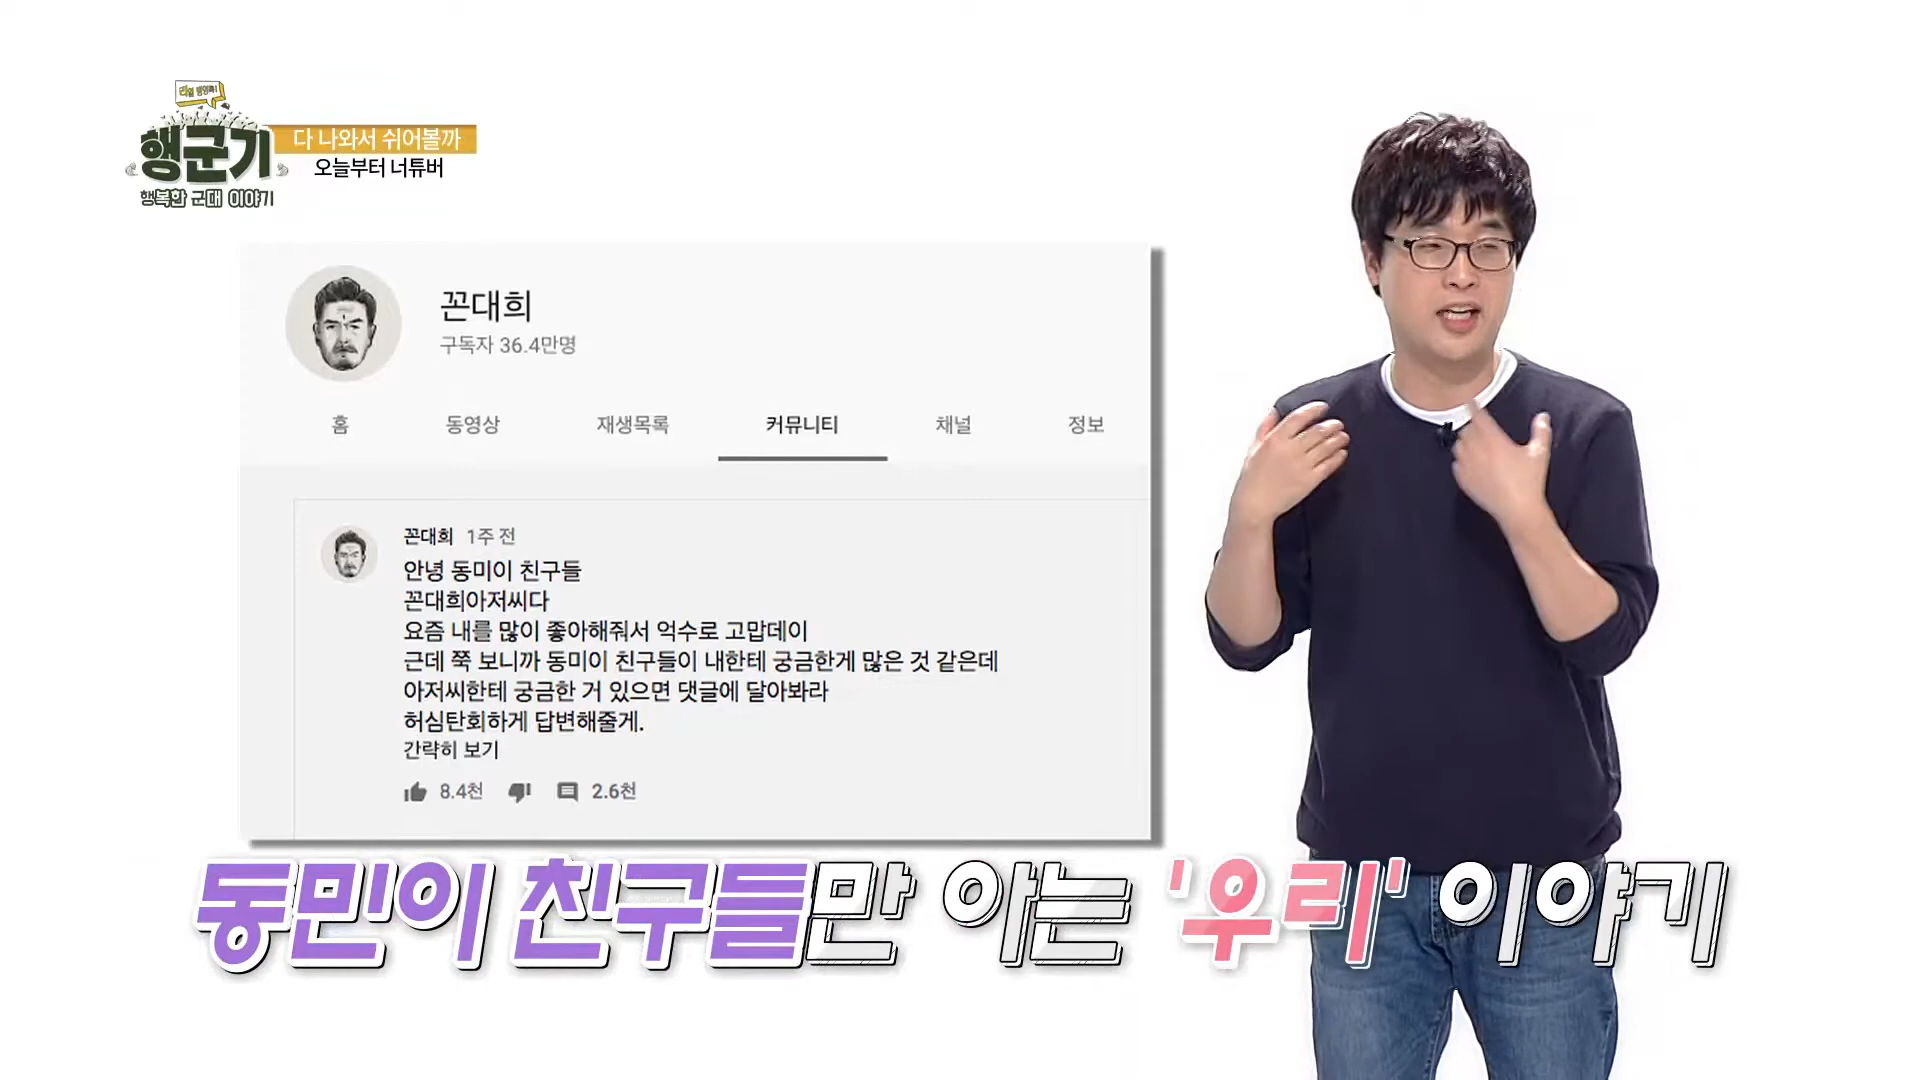 리얼 병영톡!
행군기
행복한 군대 이야기
다 나와서 쉬어볼까
오늘부터 너튜버
꼰대희
구독자 36.4만명
홈 동영상 재생목록 커뮤니티 채널 정보
꼰대희 1주 전
안녕 동미이 친구들
꼰대희아저씨다
요즘 내를 많이 좋아해줘서 억수로 고맙데이
근데 쭉 보니까 동미이 친구들이 내한테 궁금한게 많은 것 같은데
아저씨한테 궁금한 거 있으면 댓글에 달아봐라
허심탄회하게 답변해줄게.
간략히 보기
8.4천 2.6천
동민이 친구들만 아는 '우리' 이야기